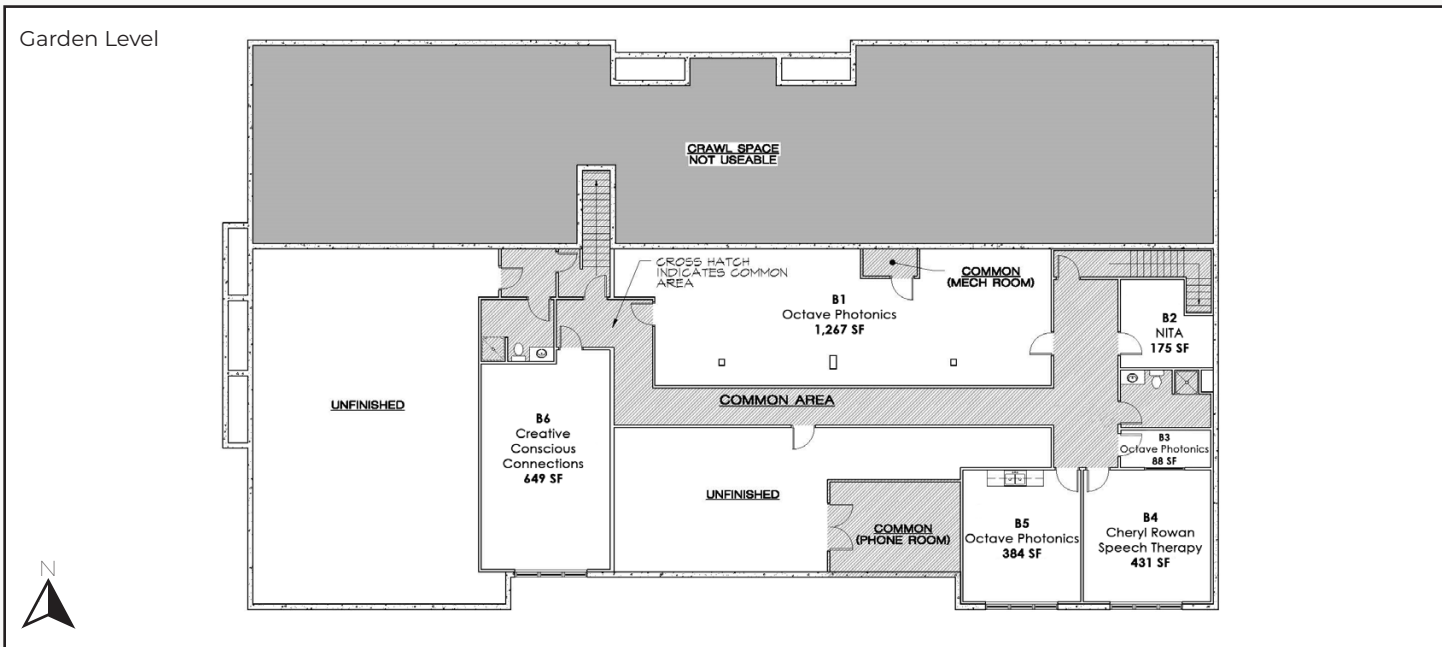 Garden Level
CRAWL SPACE
NOT USEABLE
CROSS HATCH
INDICATES COMMON
AREA
COMMON
(MECH ROOM)
B1
Octave Photonics
1,267 SF
B2
NITA
175 SF
UNFINISHED
COMMON AREA
B6
Creative
Conscious
Connections
649 SF
B3
Octave Photonics
88 SF
UNFINISHED
COMMON
(PHONE ROOM)
B5
Octave Photonics
384 SF
B4
Cheryl Rowan
Speech Therapy
431 SF
N